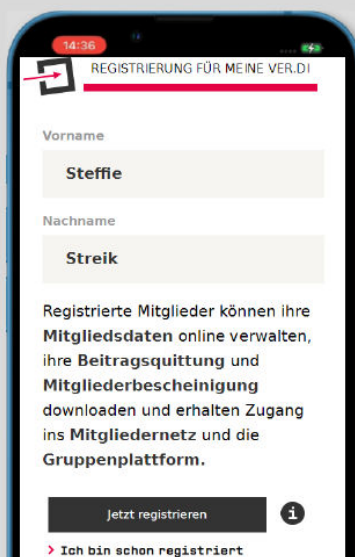 14:36
REGISTRIERUNG FÜR MEINE VER.DI
Vorname
Steffie
Nachname
Streik
Registrierte Mitglieder können ihre
Mitgliedsdaten online verwalten,
ihre Beitragsquittung und
Mitgliederbescheinigung
downloaden und erhalten Zugang
ins Mitgliedernetz und die
Gruppenplattform.
Jetzt registrieren
> Ich bin schon registriert